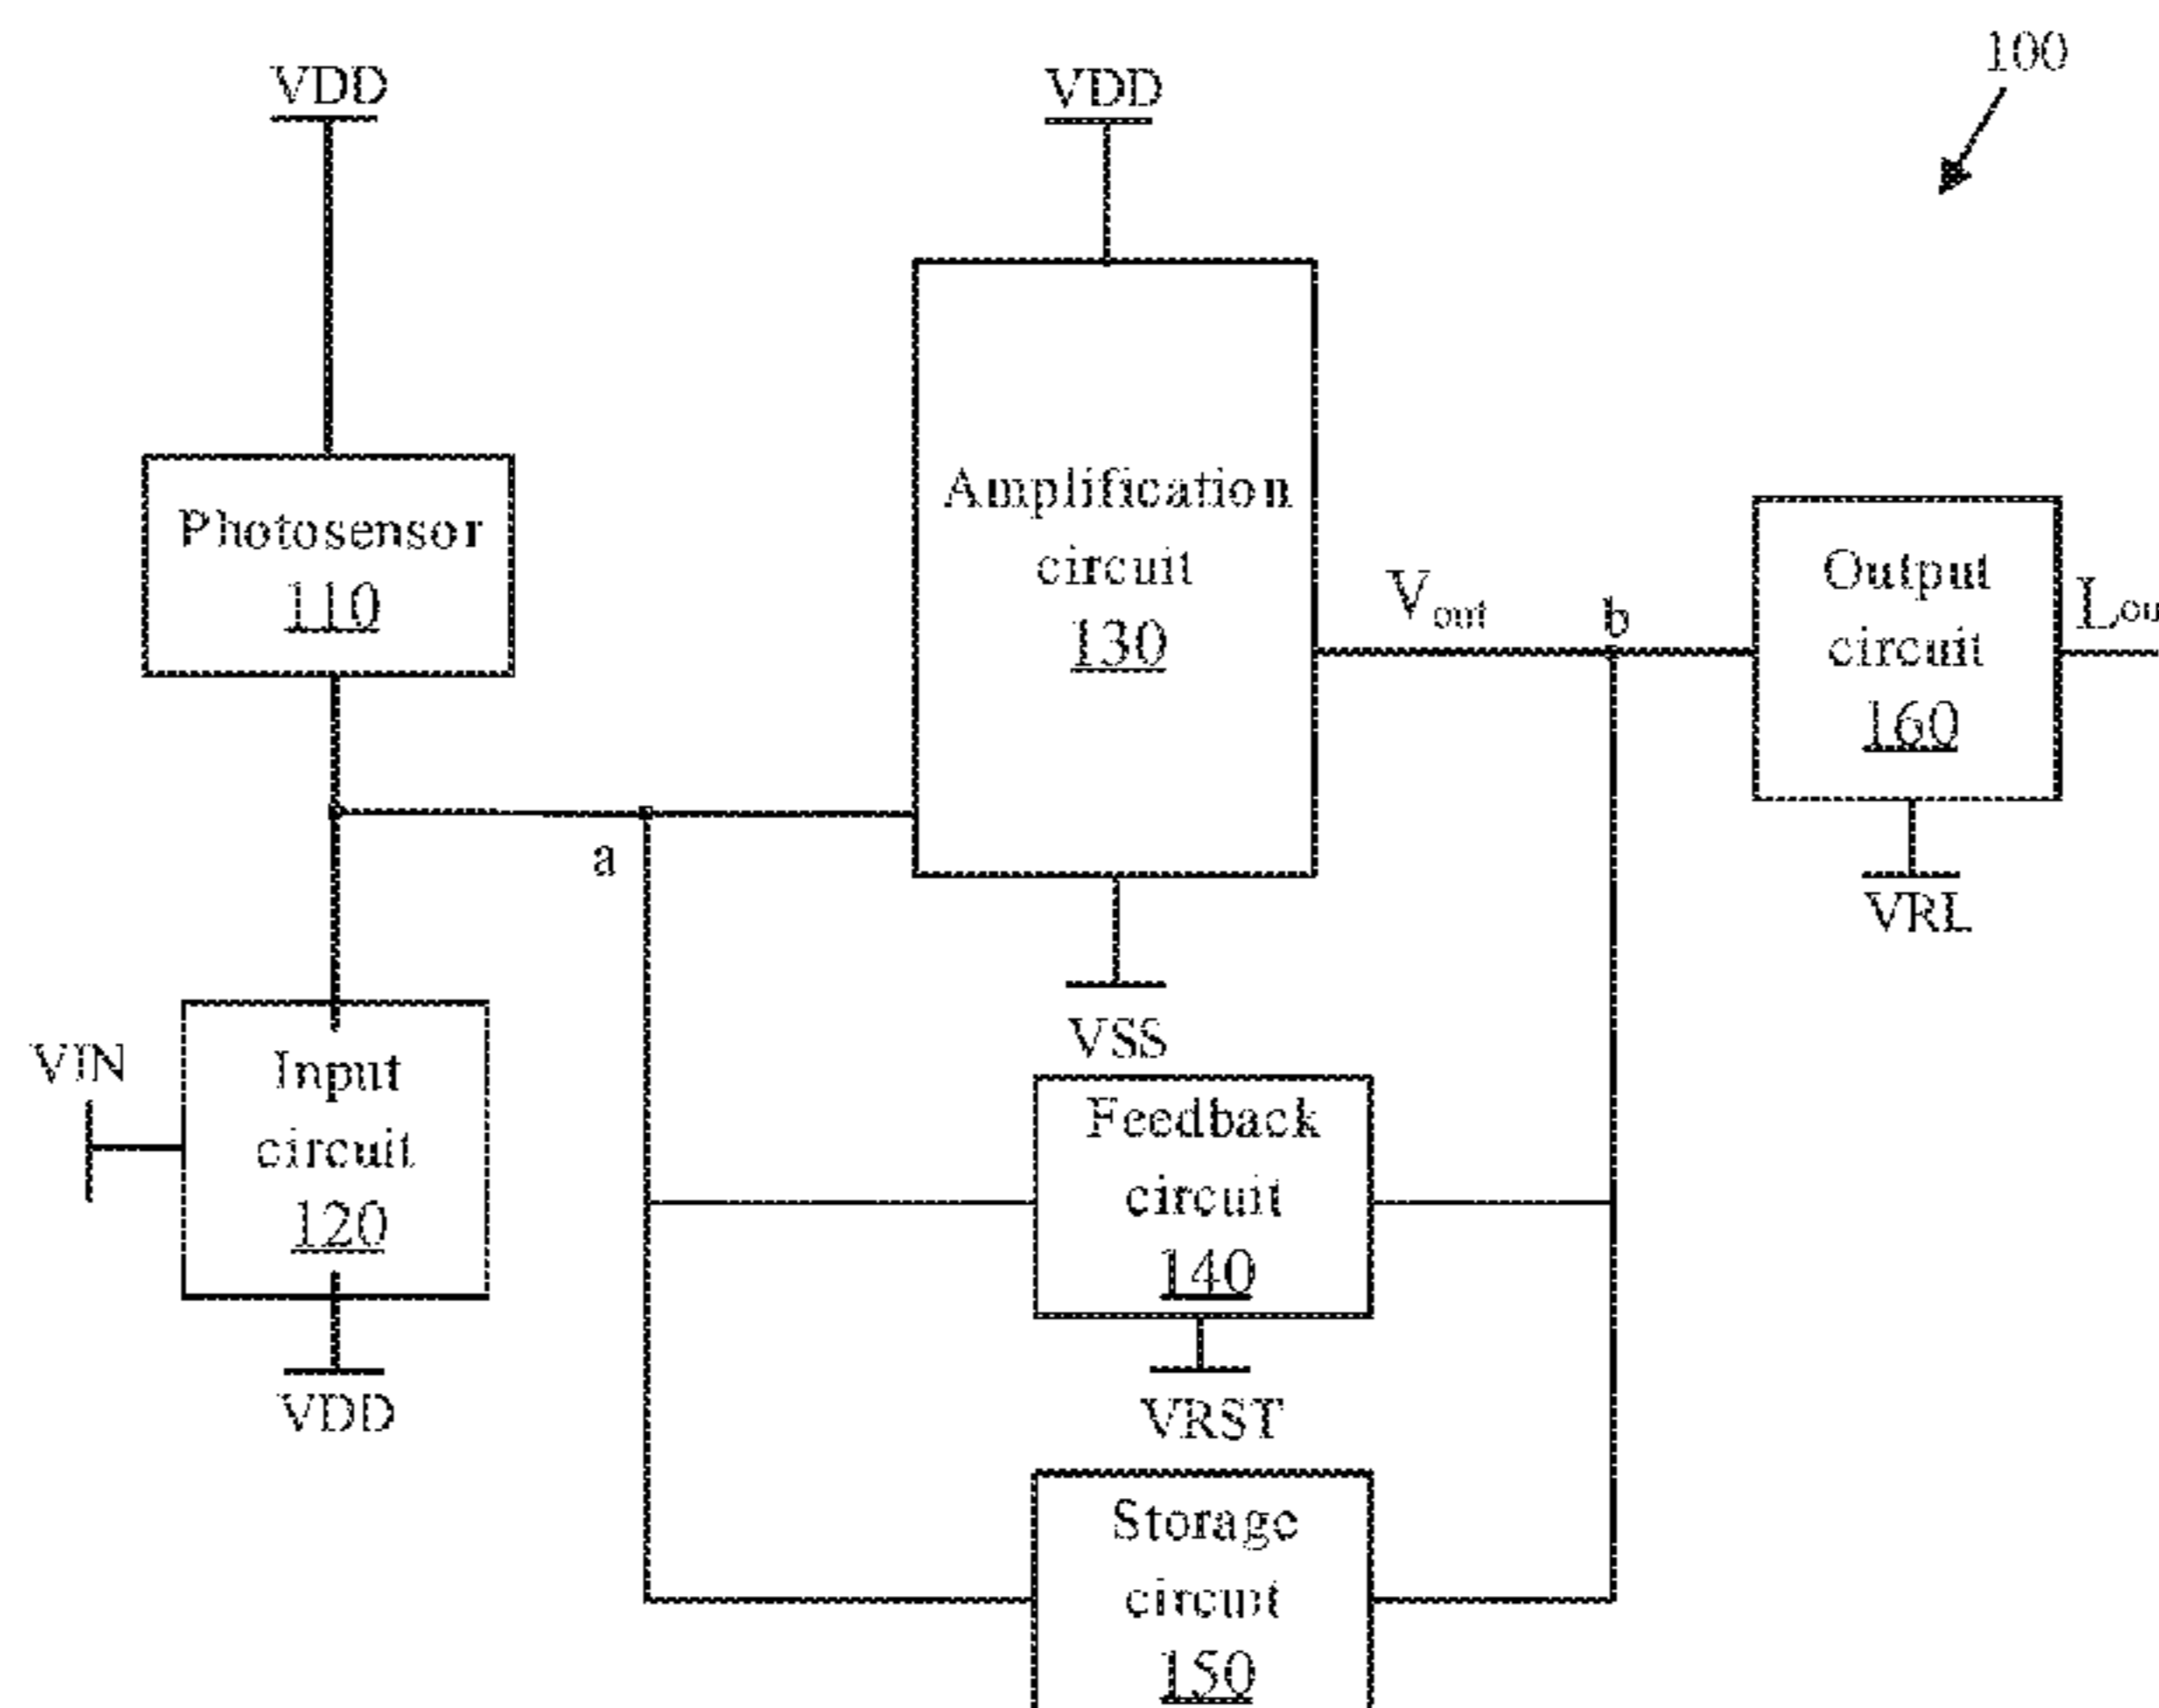 100
VDD
VDD
Photosensor
110
Amplification
circuit
130
Vout
b
Output
circuit
160
Lou
a
VRL
VSS
VIN
Input
circuit
120
VDD
Feedback
circuit
140
VRST
Storage
circuit
150